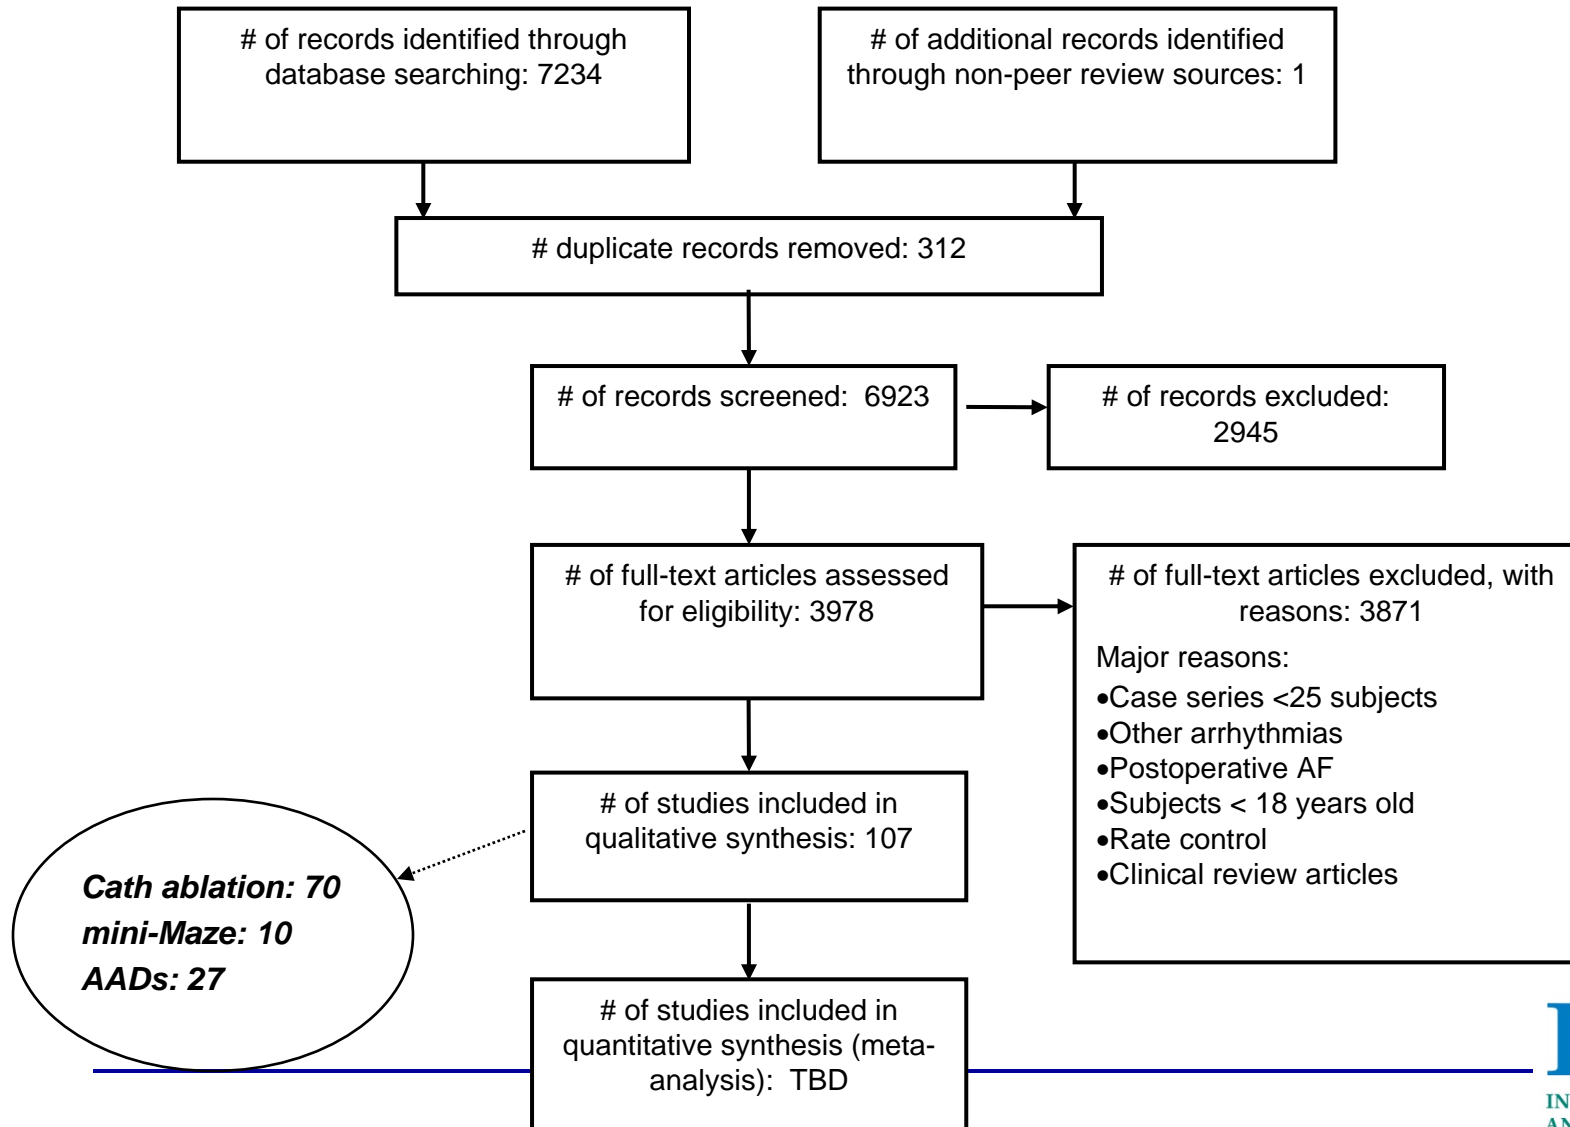 # of records identified through
database searching: 7234
# of additional records identified
through non-peer review sources: 1
# duplicate records removed: 312
# of records screened:  6923
# of records excluded:
2945
# of full-text articles assessed
for eligibility: 3978
# of full-text articles excluded, with
reasons: 3871
Major reasons:
•Case series <25 subjects
•Other arrhythmias
•Postoperative AF
•Subjects < 18 years old
•Rate control
•Clinical review articles
# of studies included in
qualitative synthesis: 107
Cath ablation: 70
mini-Maze: 10
AADs: 27
# of studies included in
quantitative synthesis (meta-
analysis):  TBD
IN